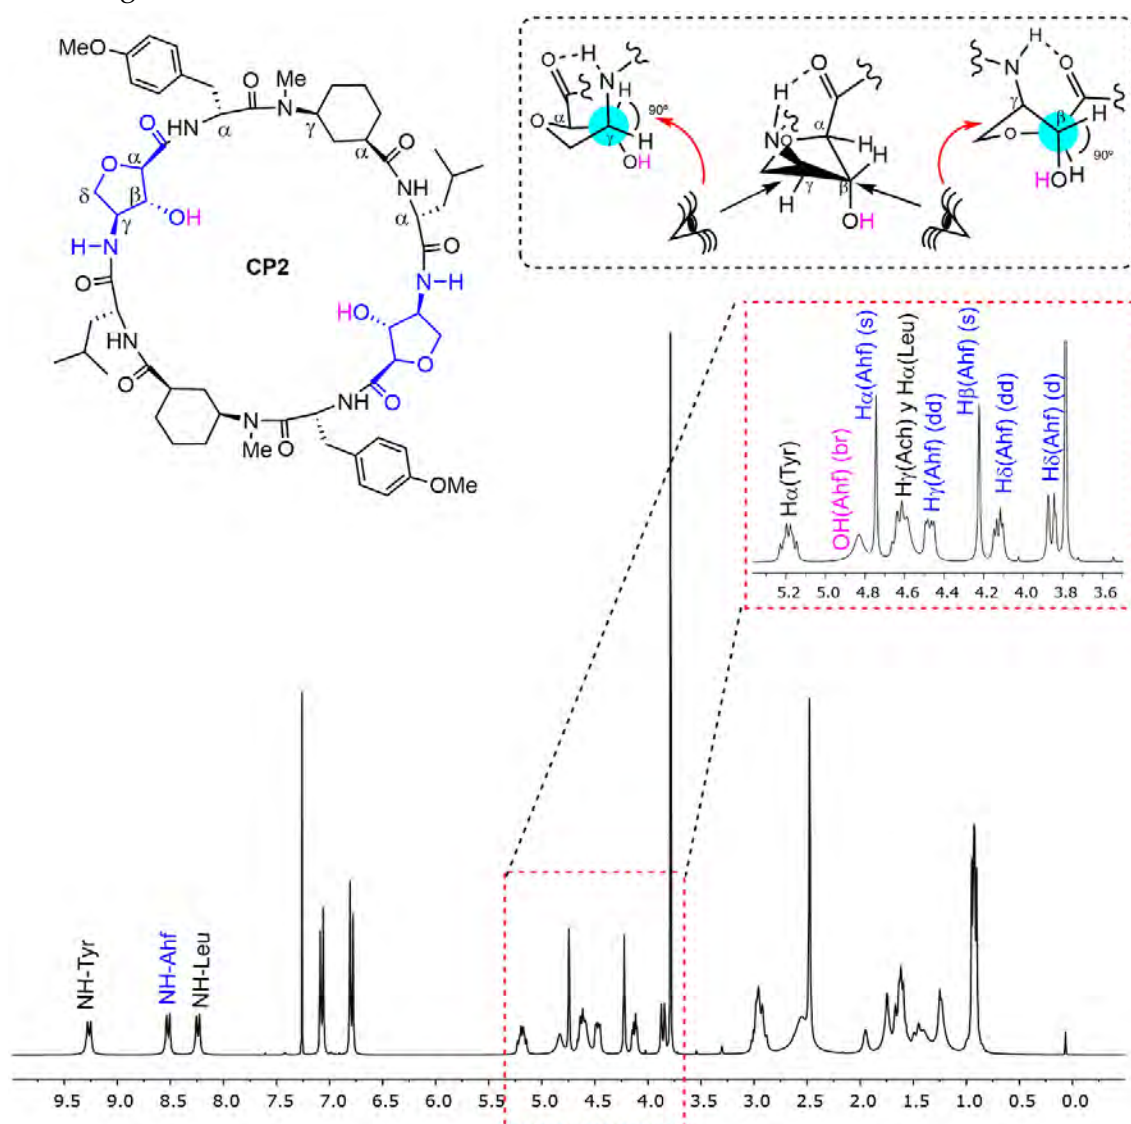 MeO
O
Me
N
NH
α
γ
O
O
O
α
α
β
δ
OH
γ
H-N
NH
O
α
O
O
CP2
N-H
HN
O
HO
O
O
O
NH
N
Me
O
OMe
O
H
N
H
90º
O
α
H
γ
OH
O
H
N
O
α
H
H
H
γ
β
OH
H
N
O
γ
β
H
O
H
90º
HO
Hα(Tyr)
OH(Ahf) (br)
Hα(Ahf) (s)
Hγ(Ach) y Hα(Leu)
Hγ(Ahf) (dd)
Hβ(Ahf) (s)
Hδ(Ahf) (dd)
Hδ(Ahf) (d)
5.2 5.0 4.8 4.6 4.4 4.2 4.0 3.8 3.6
NH-Tyr
NH-Ahf
NH-Leu
9.5 9.0 8.5 8.0 7.5 7.0 6.5 6.0 5.5 5.0 4.5 4.0 3.5 3.0 2.5 2.0 1.5 1.0 0.5 0.0